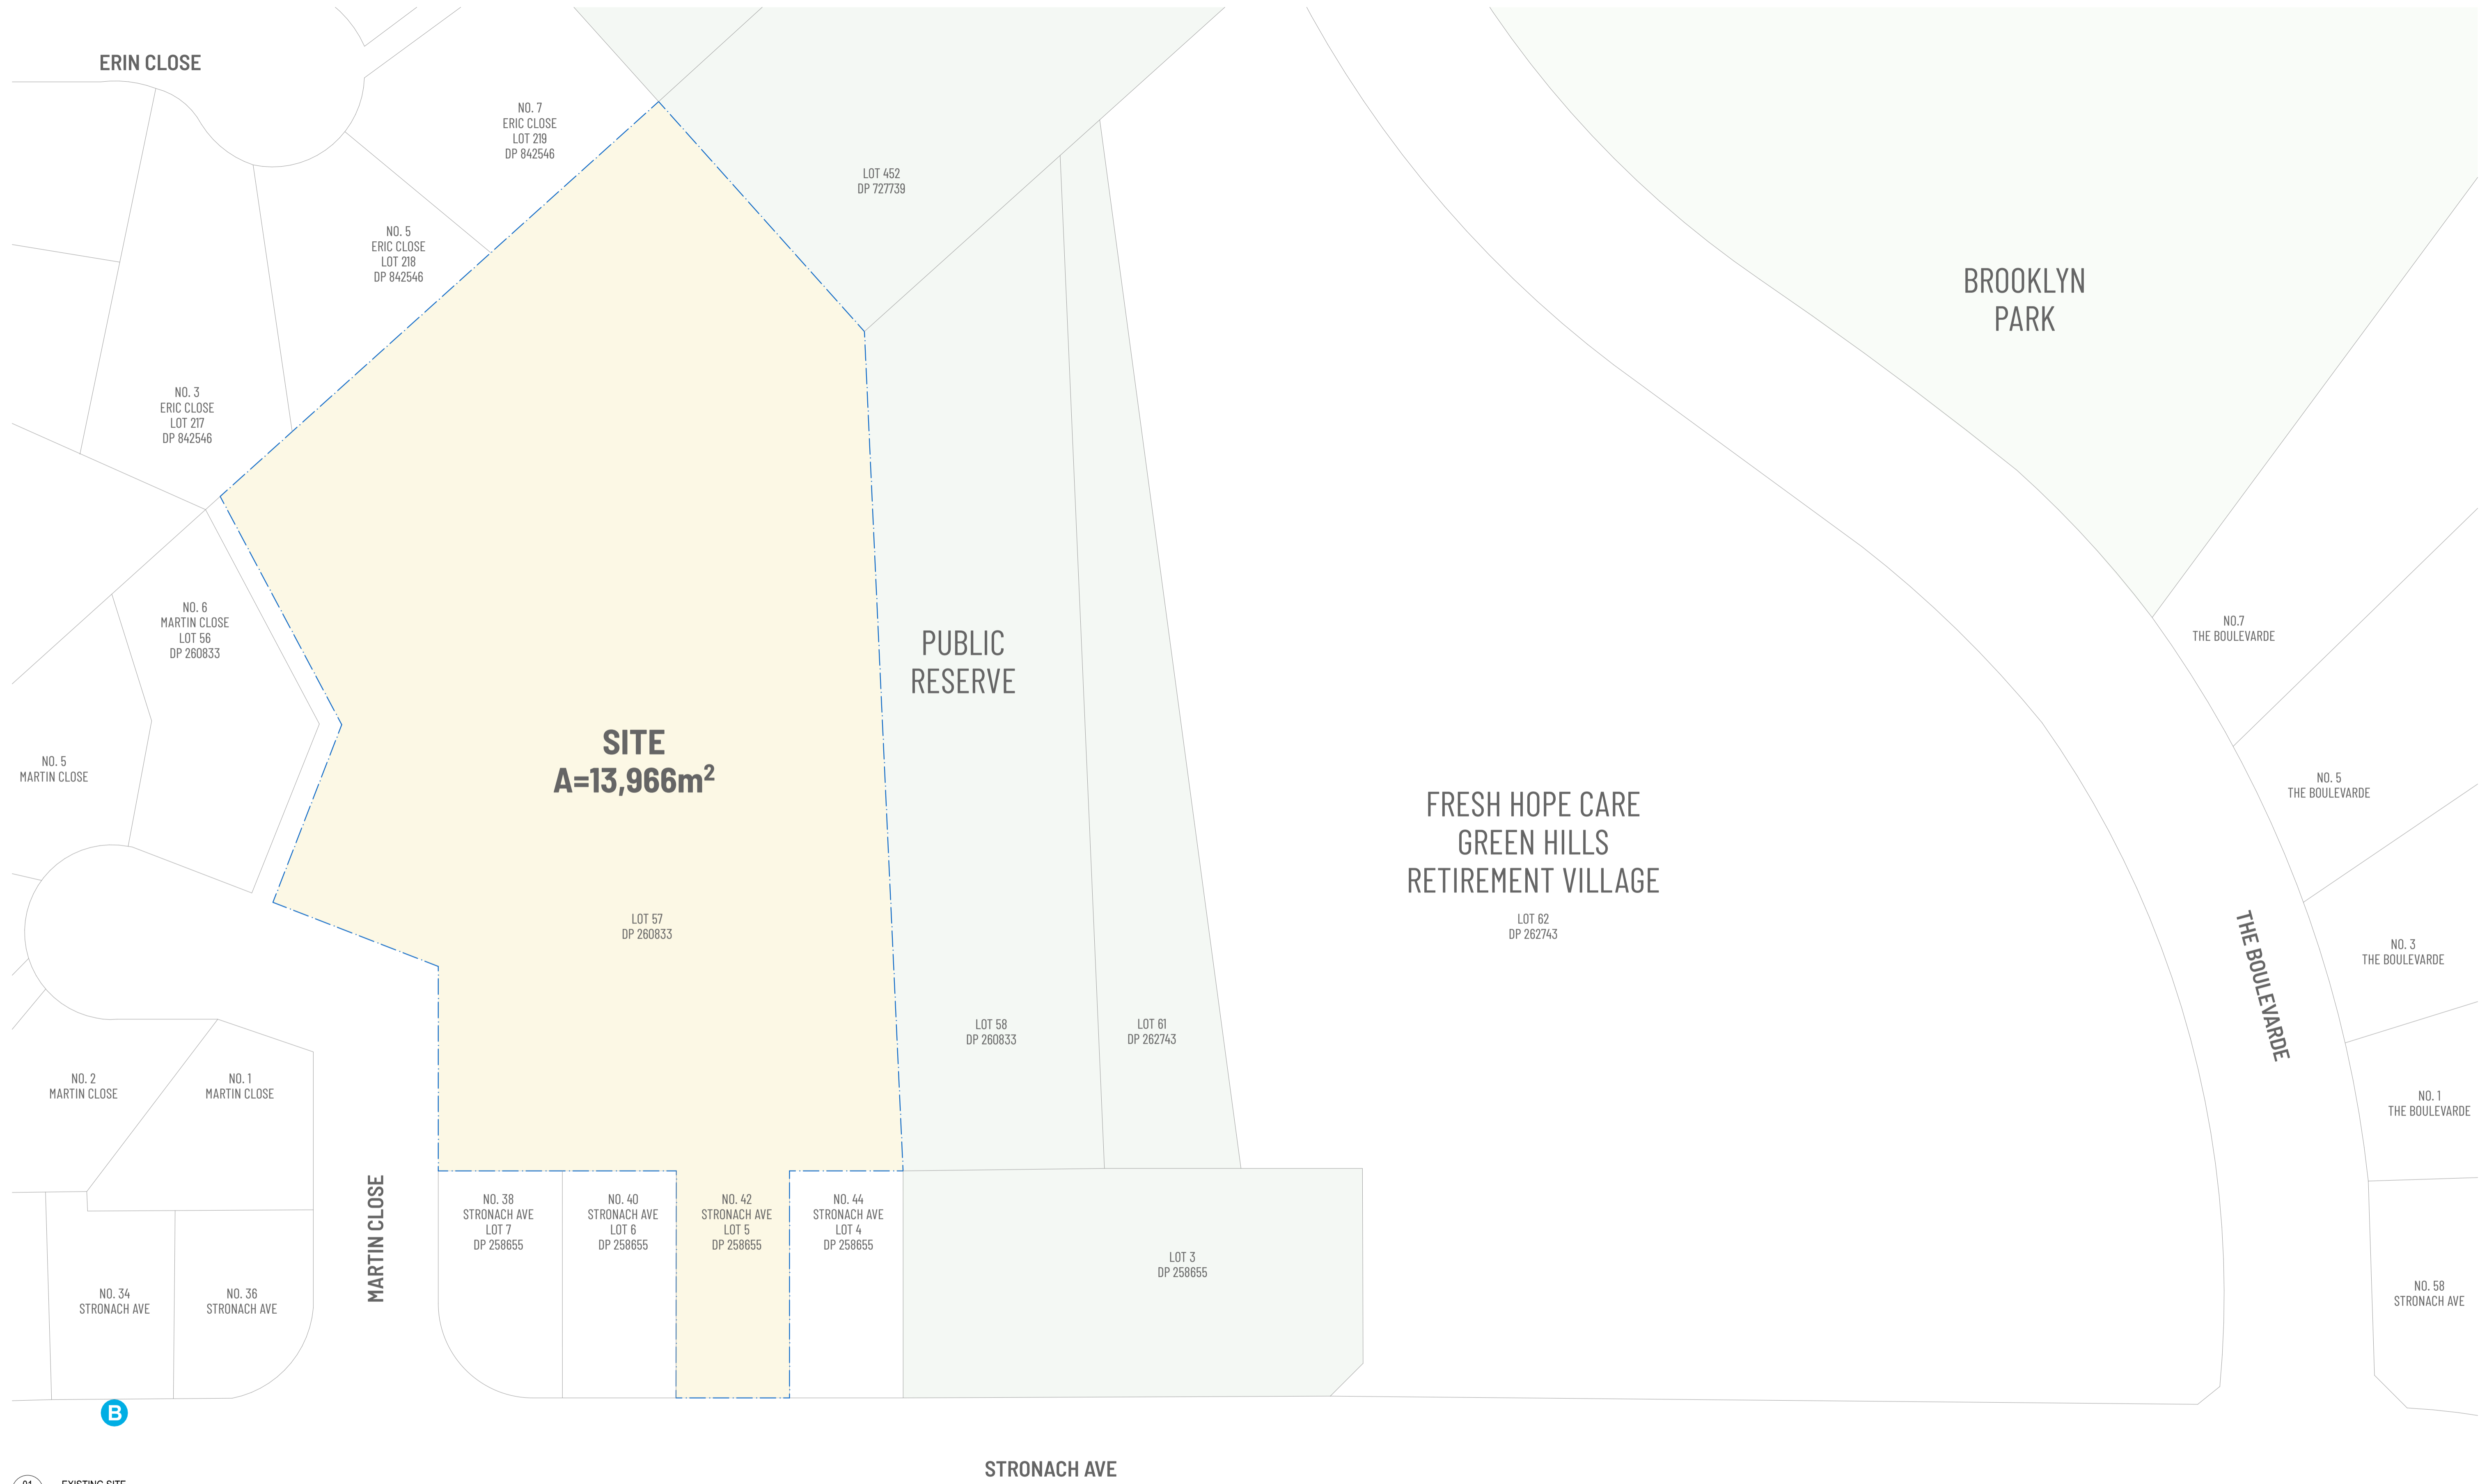 ERIN CLOSE
NO. 7
ERIC CLOSE
LOT 219
DP 842546
LOT 452
DP 727739
NO. 5
ERIC CLOSE
LOT 218
DP 842546
BROOKLYN
PARK
NO. 3
ERIC CLOSE
LOT 217
DP 842546
NO. 6
MARTIN CLOSE
LOT 56
DP 260833
PUBLIC
RESERVE
NO.7
THE BOULEVARDE
SITE
A=13,966m²
NO. 5
MARTIN CLOSE
NO. 5
THE BOULEVARDE
FRESH HOPE CARE
GREEN HILLS
RETIREMENT VILLAGE
LOT 62
DP 262743
LOT 57
DP 260833
THE BOULEVARDE
NO. 3
THE BOULEVARDE
LOT 58
DP 260833
LOT 61
DP 262743
NO. 2
MARTIN CLOSE
NO. 1
MARTIN CLOSE
NO. 1
THE BOULEVARDE
MARTIN CLOSE
NO. 38
STRONACH AVE
LOT 7
DP 258655
NO. 40
STRONACH AVE
LOT 6
DP 258655
NO. 42
STRONACH AVE
LOT 5
DP 258655
NO. 44
STRONACH AVE
LOT 4
DP 258655
LOT 3
DP 258655
NO. 34
STRONACH AVE
NO. 36
STRONACH AVE
NO. 58
STRONACH AVE
B
STRONACH AVE
01
EXISTING SITE